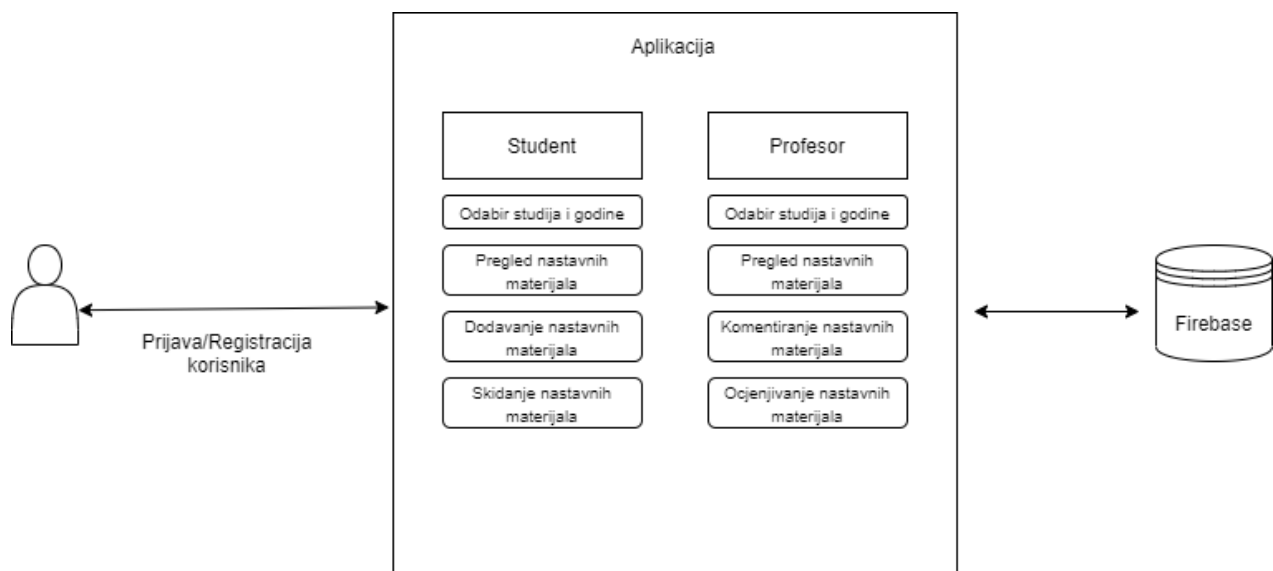 Aplikacija
Student
Profesor
Odabir studija i godine
Odabir studija i godine
Pregled nastavnih
materijala
Pregled nastavnih
materijala
Dodavanje nastavnih
materijala
Komentiranje nastavnih
materijala
Skidanje nastavnih
materijala
Ocjenjivanje nastavnih
materijala
Prijava/Registracija
korisnika
Firebase